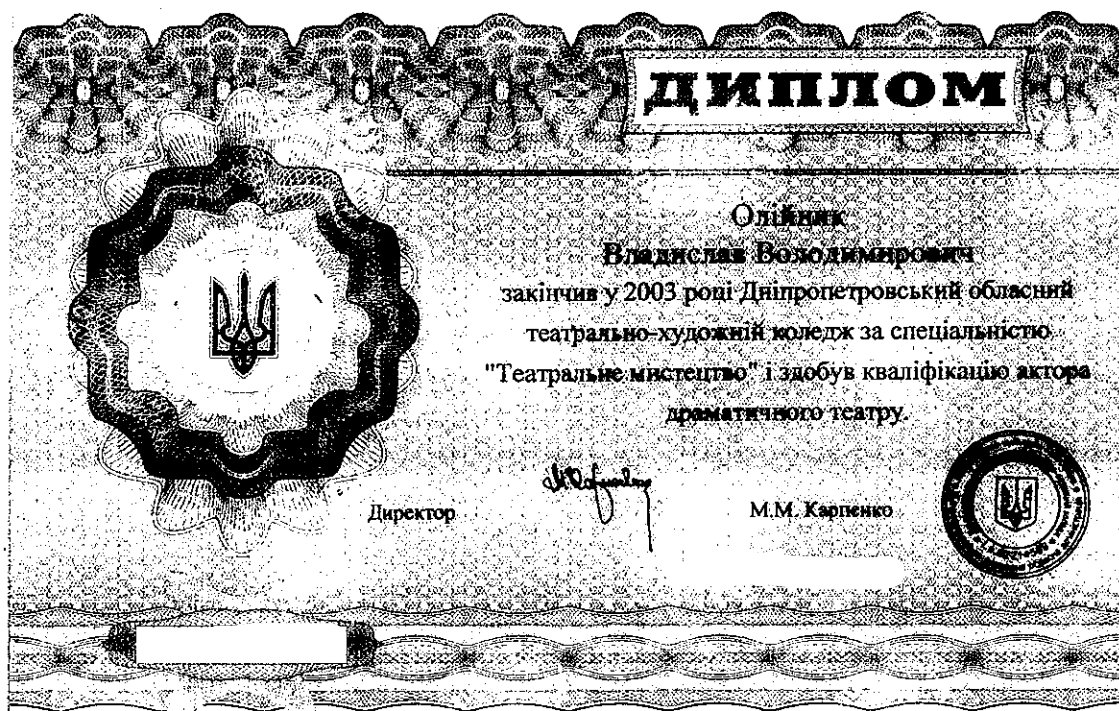 ДИПЛОМ
Олійник
Владислав Володимирович
закінчив у 2003 році Дніпропетровський обласний
театрально-художній коледж за спеціальністю
"Театральне мистецтво" і здобув кваліфікацію актора
драматичного театру.
Директор М.М. Карпенко